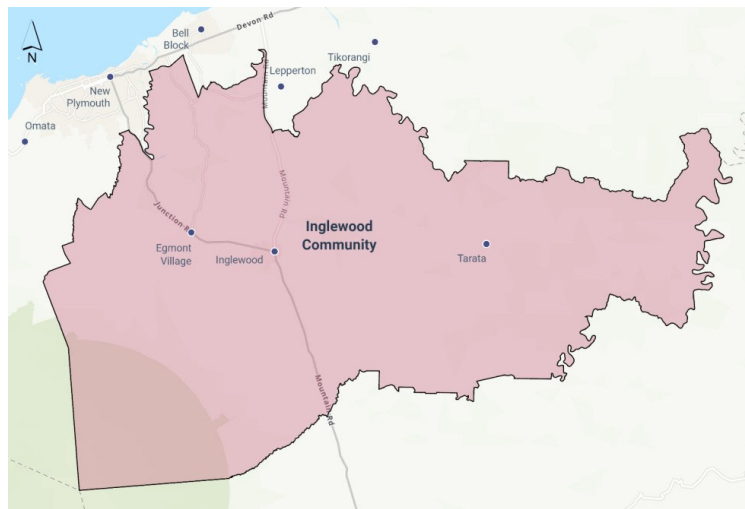 Bell
Block
Devon Rd
Tikorangi
N
New
Plymouth
Lepperton
Mountain Rd
Omata
Mountain Rd
Junction R
Inglewood
Community
Egmont
Village
Inglewood
Tarata
Mountain Rd